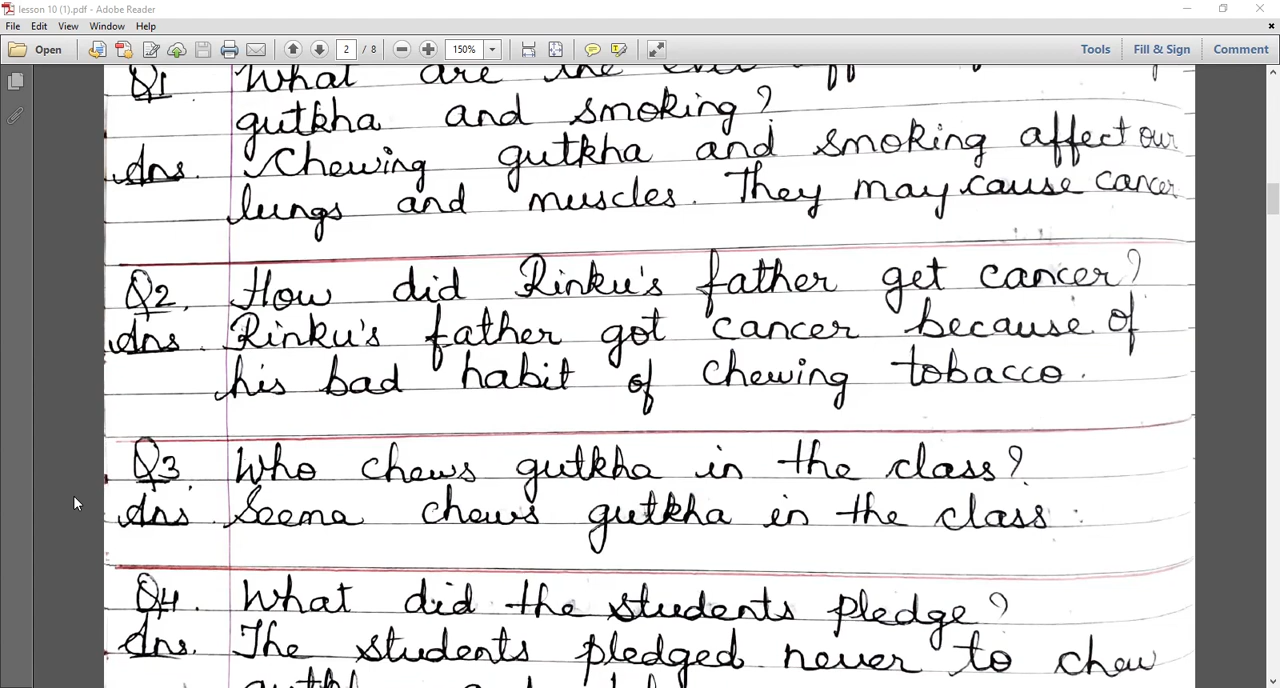 lesson 10 (1).pdf - Adobe Reader
File Edit View Window Help
Open 2 / 8 150% Tools Fill & Sign Comment
Q1 What are the
gutkha and smoking?
Ans. Chewing gutkha and smoking affect our
lungs and muscles. They may cause cancer
Q2. How did Rinku's father get cancer?
Ans. Rinku's father got cancer because of
his bad habit of chewing tobacco.
Q3. Who chews gutkha in the class?
Ans. Seema chews gutkha in the class.
Q4. What did the students pledge?
Ans. The students pledged never to chew